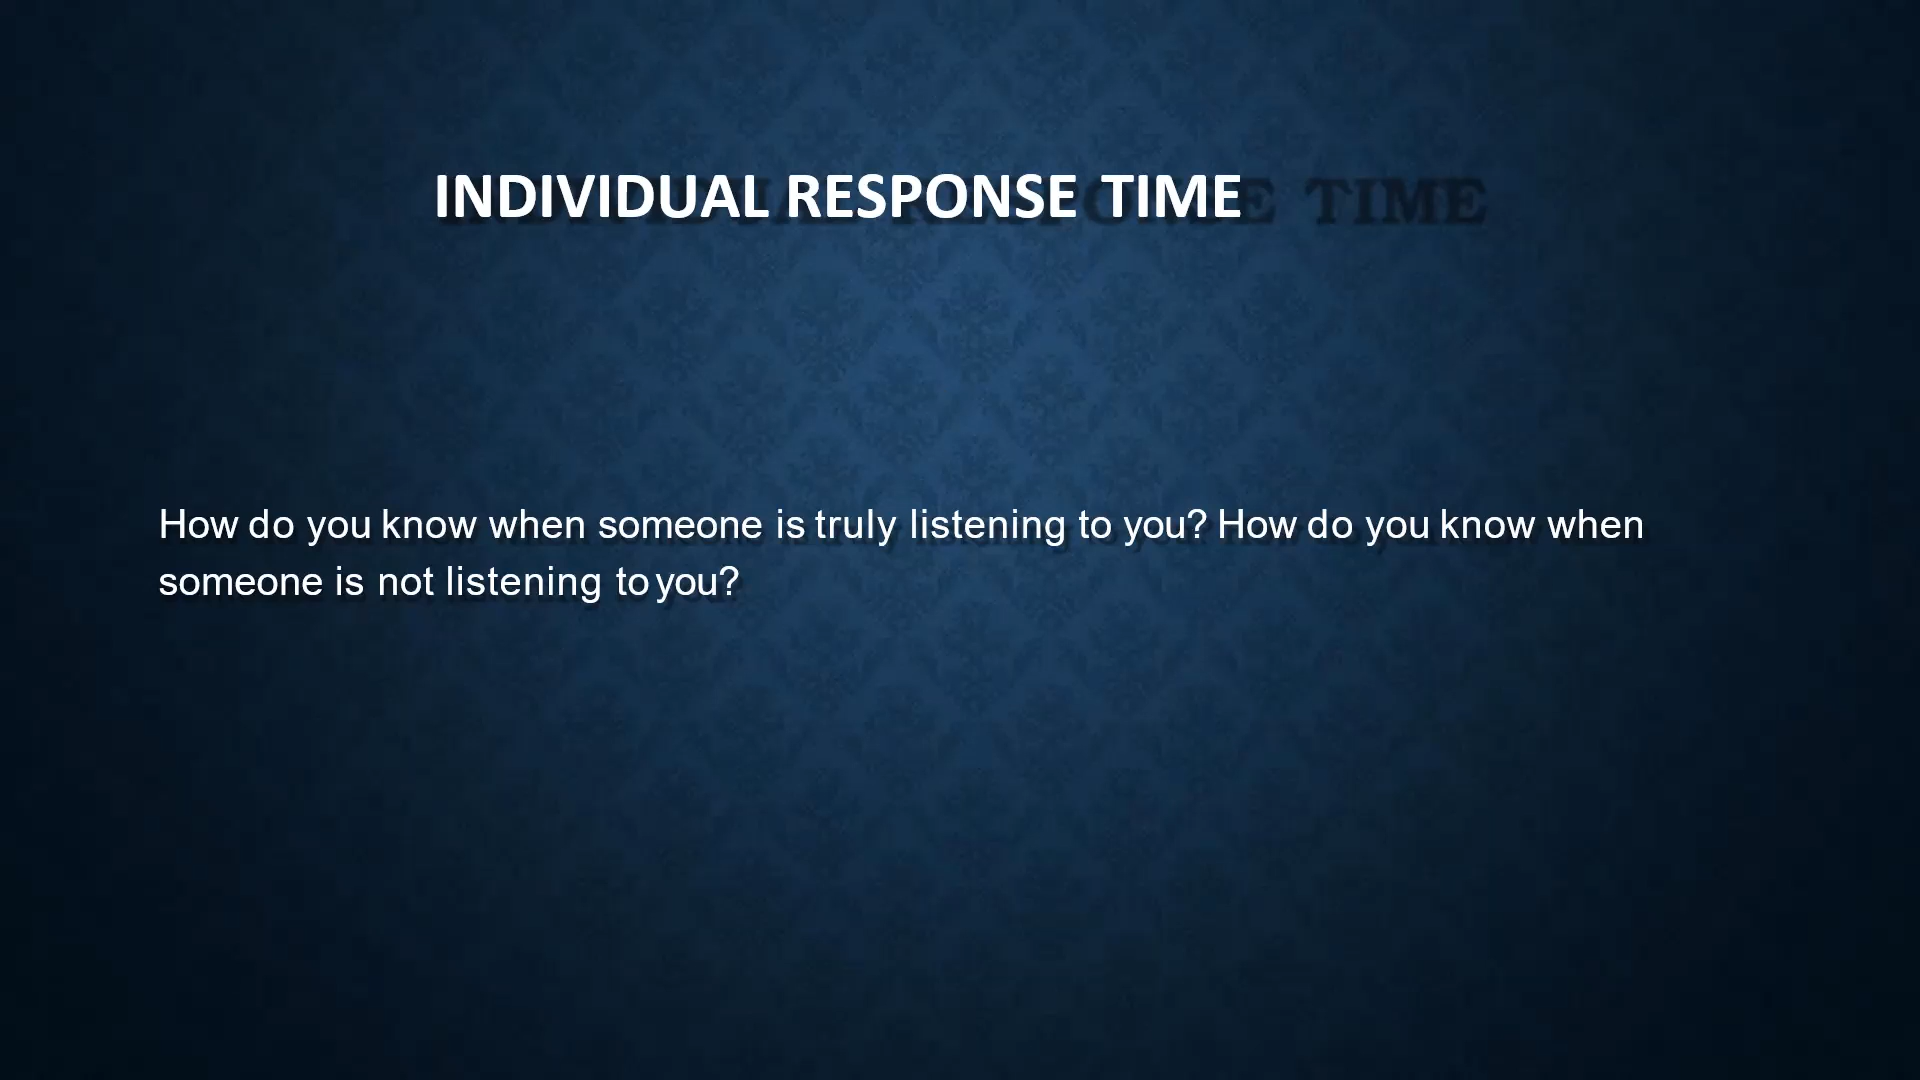 INDIVIDUAL RESPONSE TIME
How do you know when someone is truly listening to you? How do you know when
someone is not listening to you?